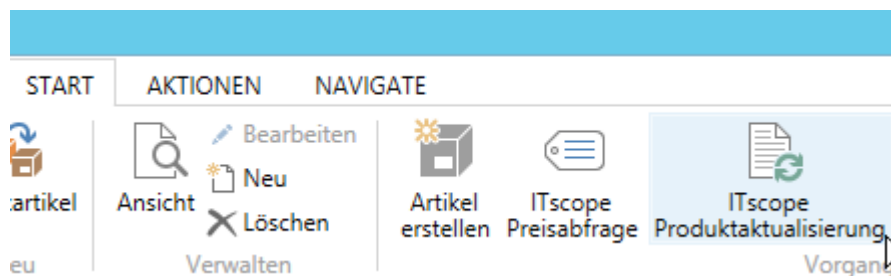 START AKTIONEN NAVIGATE
Bearbeiten
Neu
Ansicht
Löschen
Artikel
erstellen
ITscope
Preisabfrage
ITscope
Produktaktualisierung
Verwalten